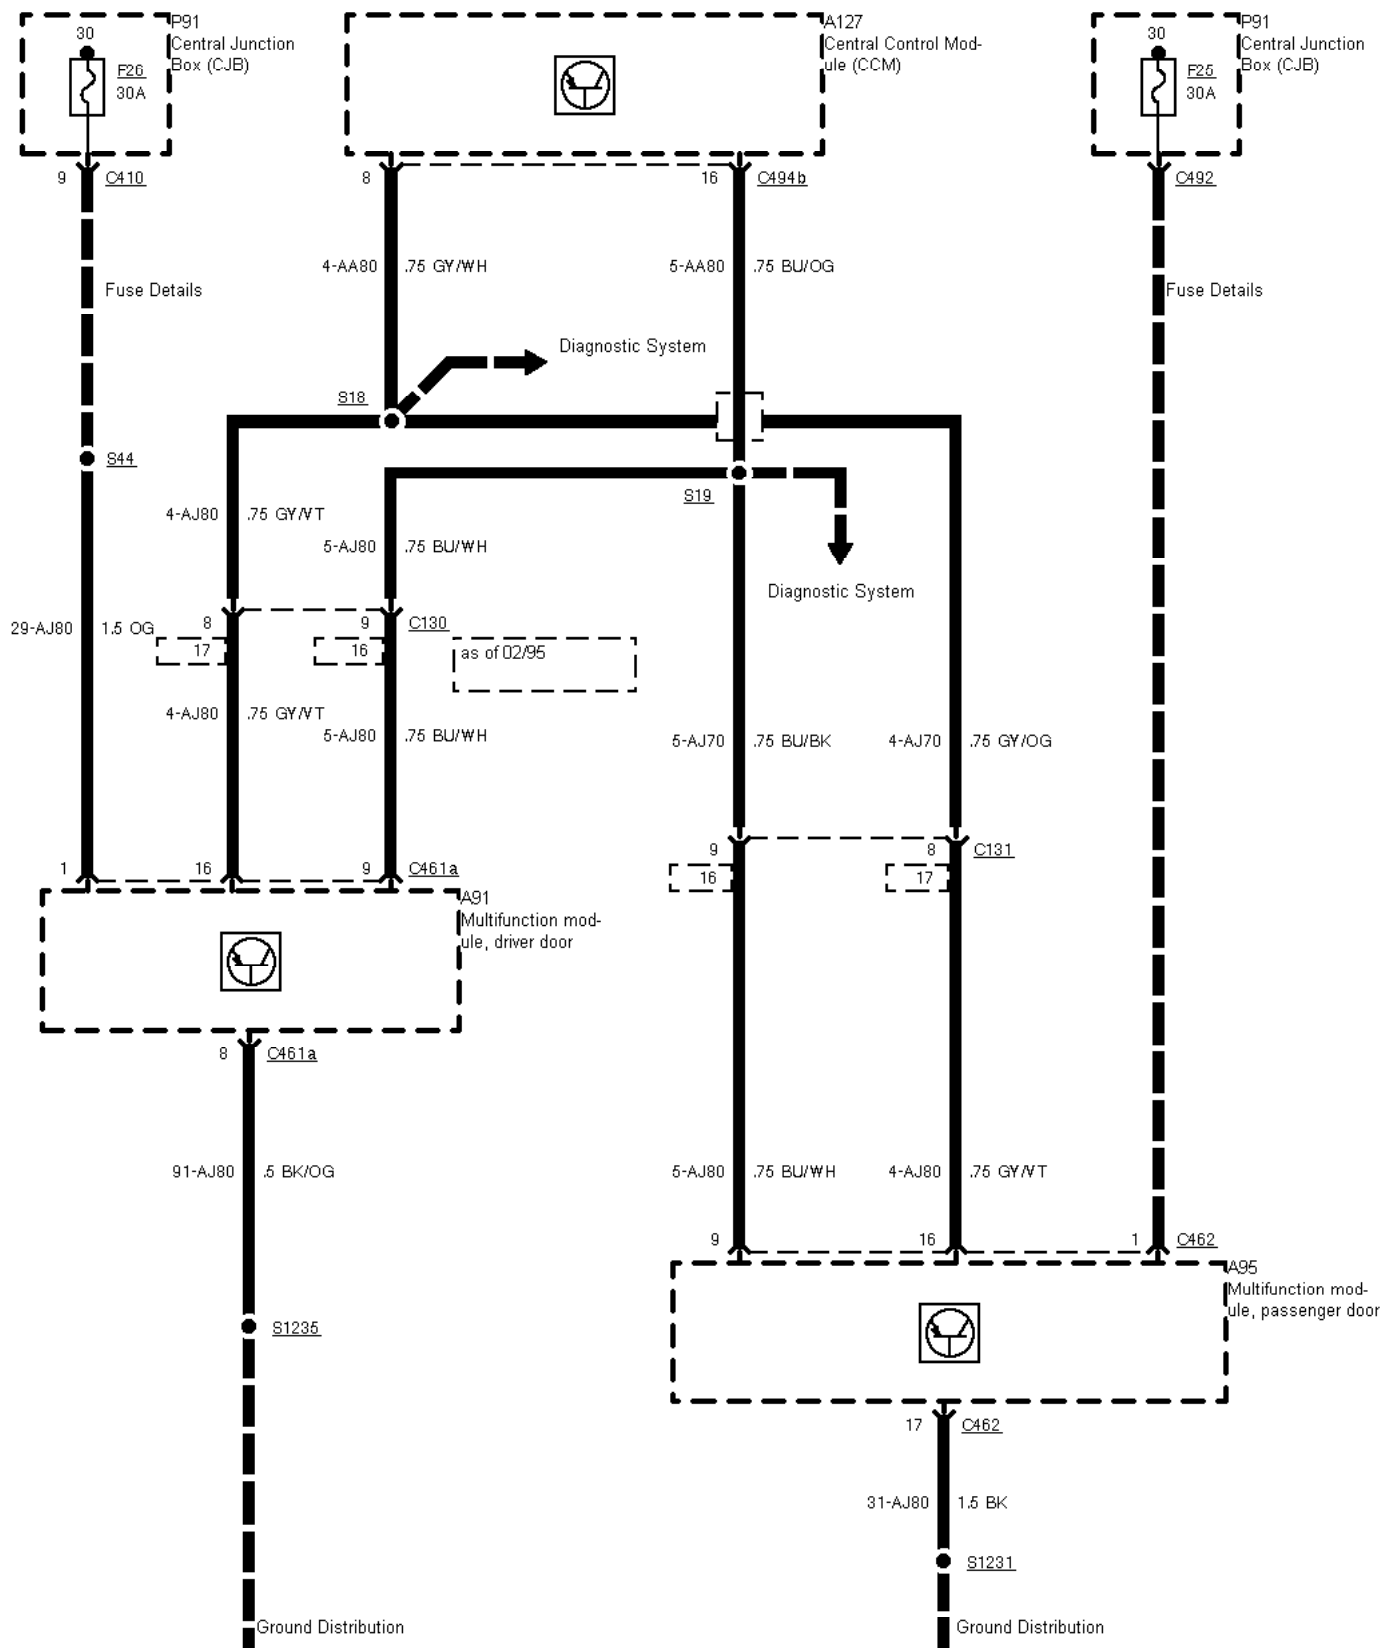 P91
Central Junction
Box (CJB)
30
F26
30A
A127
Central Control Mod-
ule (CCM)
P91
Central Junction
Box (CJB)
30
F25
30A
9
C410
8
16
C494b
C492
4-AA80
.75 GY/WH
5-AA80
.75 BU/OG
Fuse Details
Fuse Details
Diagnostic System
S18
S44
S19
4-AJ80
.75 GY/VT
5-AJ80
.75 BU/WH
Diagnostic System
29-AJ80
1.5 OG
8
9
C130
17
16
as of 02/95
4-AJ80
.75 GY/VT
5-AJ80
.75 BU/WH
5-AJ70
.75 BU/BK
4-AJ70
.75 GY/OG
9
8
C131
16
17
1
16
9
C461a
A91
Multifunction mod-
ule, driver door
8
C461a
91-AJ80
.5 BK/OG
5-AJ80
.75 BU/WH
4-AJ80
.75 GY/VT
9
16
1
C462
A95
Multifunction mod-
ule, passenger door
S1235
17
C462
31-AJ80
1.5 BK
S1231
Ground Distribution
Ground Distribution